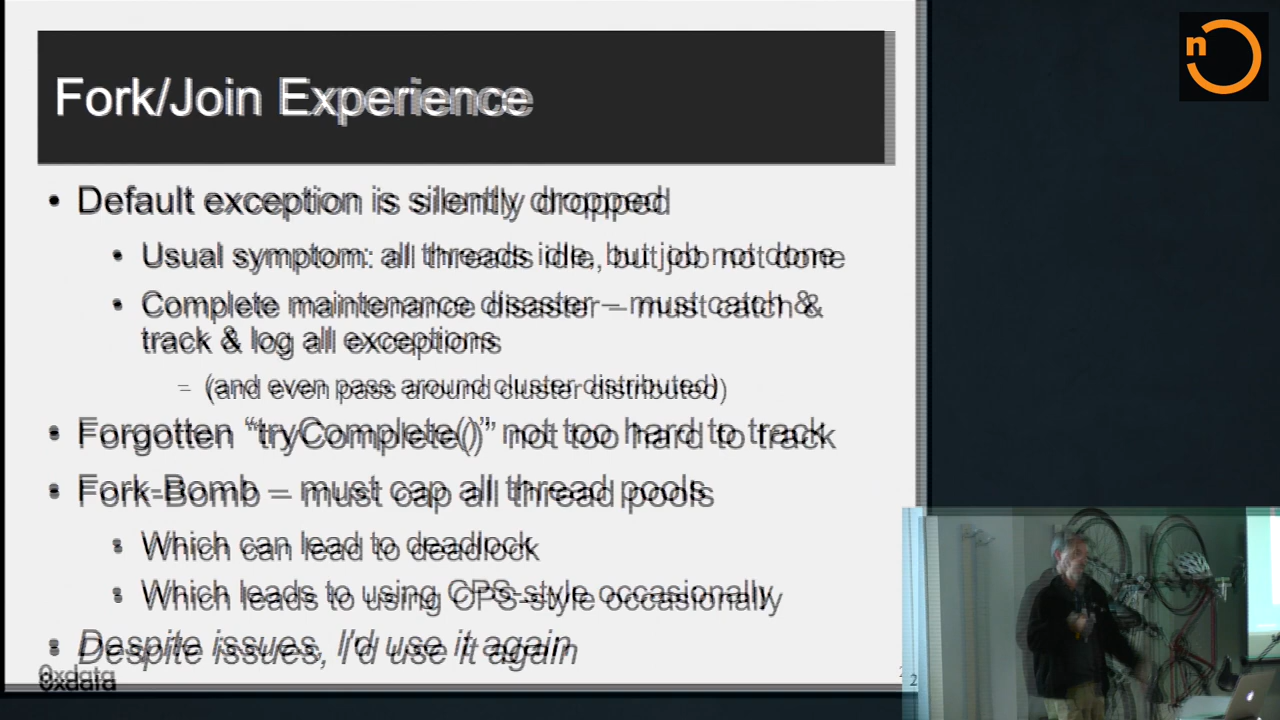 n
Fork/Join Experience
• Default exception is silently dropped
• Usual symptom: all threads idle, but job not done
• Complete maintenance disaster – must catch &
track & log all exceptions
– (and even pass around cluster distributed)
• Forgotten “tryComplete()” not too hard to track
• Fork-Bomb – must cap all thread pools
• Which can lead to deadlock
• Which leads to using CPS-style occasionally
• Despite issues, I'd use it again
0xdata